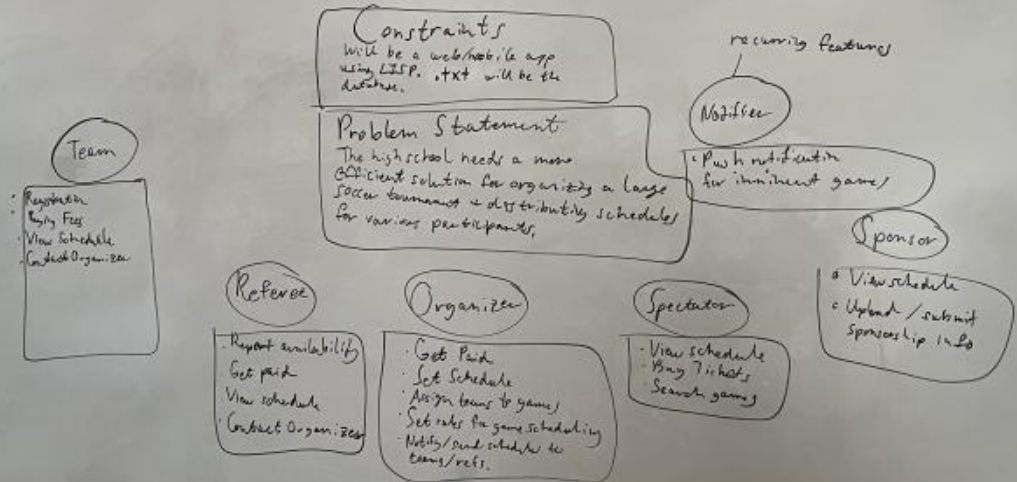 Constraints
Will be a web/mobile app
using LISP. .txt will be the
database.
recurring features
Notifier
• Push notification
for imminent games
Problem Statement
The high school needs a more
efficient solution for organizing a large
soccer tournament + distributing schedules
for various participants.
Team
• Registration
• Paying Fees
• View Schedule
• Contact Organizer
Sponsor
• View schedule
• Upload / submit
sponsorship info
Referee
• Report availability
Get paid
View schedule
• Contact Organizer
Organizer
• Get Paid
• Set Schedule
• Assign teams to games
• Set rules for game scheduling
• Notify/send schedules to
teams/refs.
Spectator
• View schedule
• Buy Tickets
• Search games